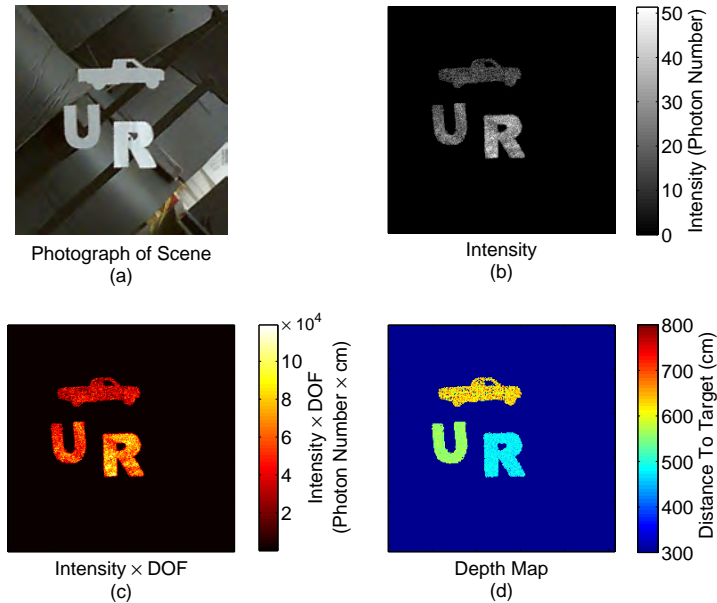 U R
Photograph of Scene
(a)
U R
Intensity
(b)
50
40
30
20
10
0
Intensity (Photon Number)
U R
Intensity × DOF
(c)
× 10⁴
10
8
6
4
2
Intensity × DOF
(Photon Number × cm)
U R
Depth Map
(d)
800
700
600
500
400
300
Distance To Target (cm)